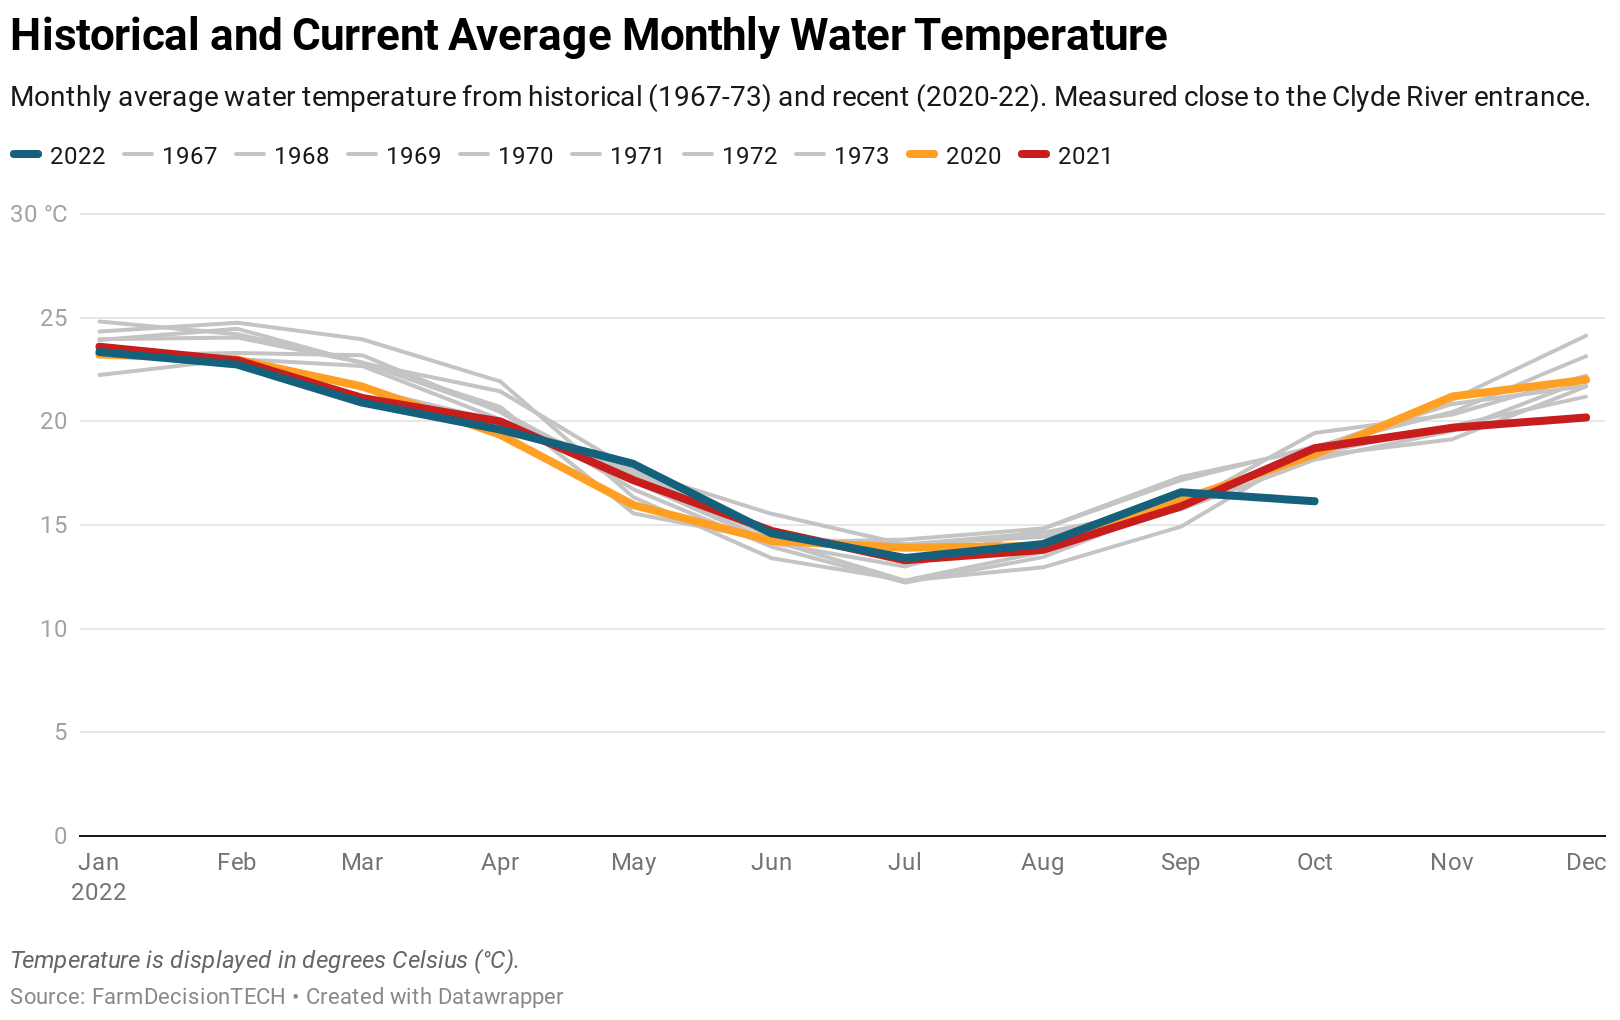 Historical and Current Average Monthly Water Temperature
Monthly average water temperature from historical (1967-73) and recent (2020-22). Measured close to the Clyde River entrance.
2022 1967 1968 1969 1970 1971 1972 1973 2020 2021
30 °C
25
20
15
10
5
0
Jan Feb Mar Apr May Jun Jul Aug Sep Oct Nov Dec
2022
Temperature is displayed in degrees Celsius (°C).
Source: FarmDecisionTECH • Created with Datawrapper